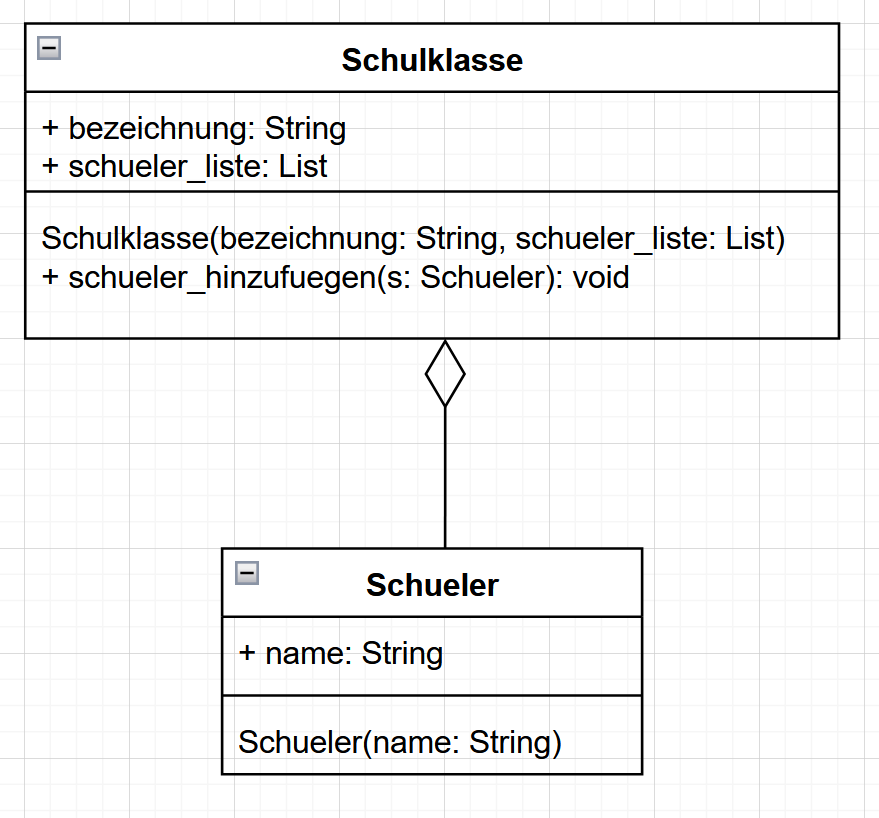 Schulklasse
+ bezeichnung: String
+ schueler_liste: List
Schulklasse(bezeichnung: String, schueler_liste: List)
+ schueler_hinzufuegen(s: Schueler): void
Schueler
+ name: String
Schueler(name: String)